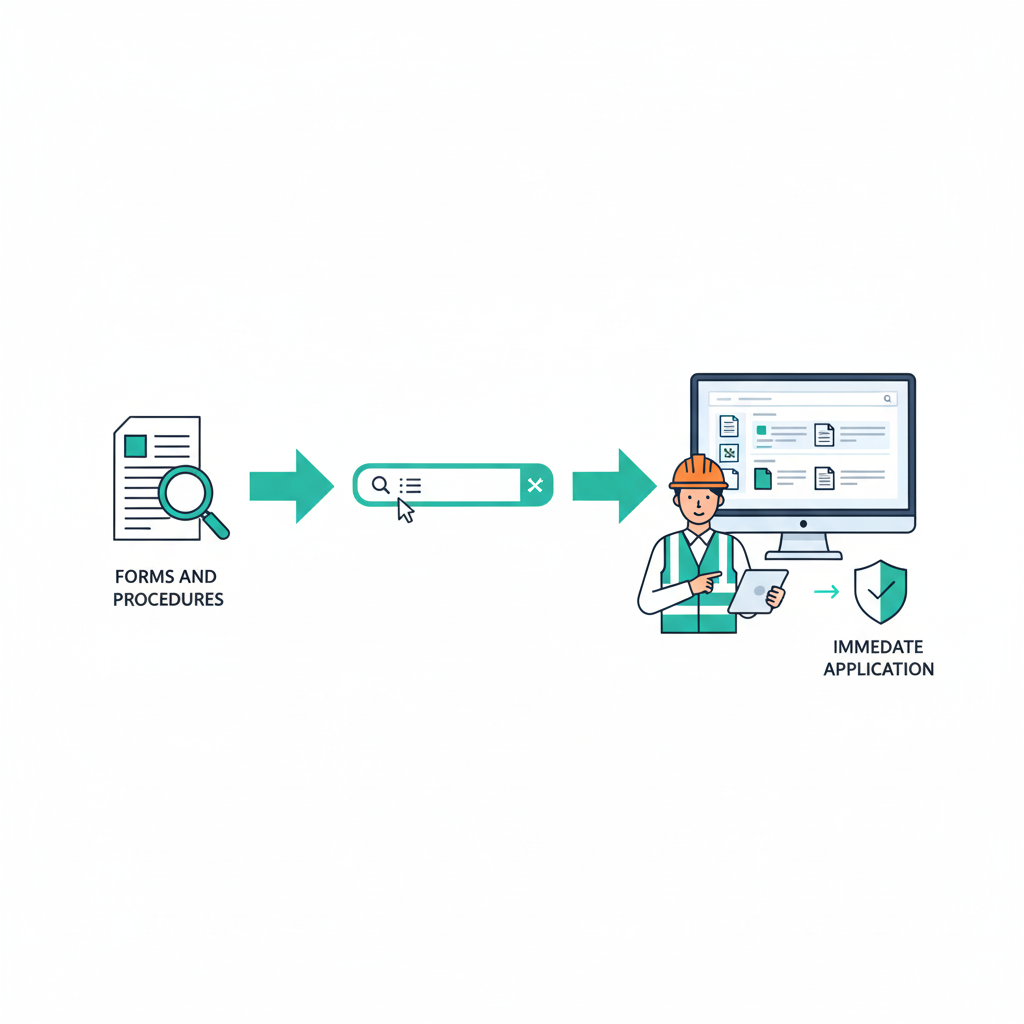 FORMS AND
PROCEDURES
IMMEDATE
APPLICATION